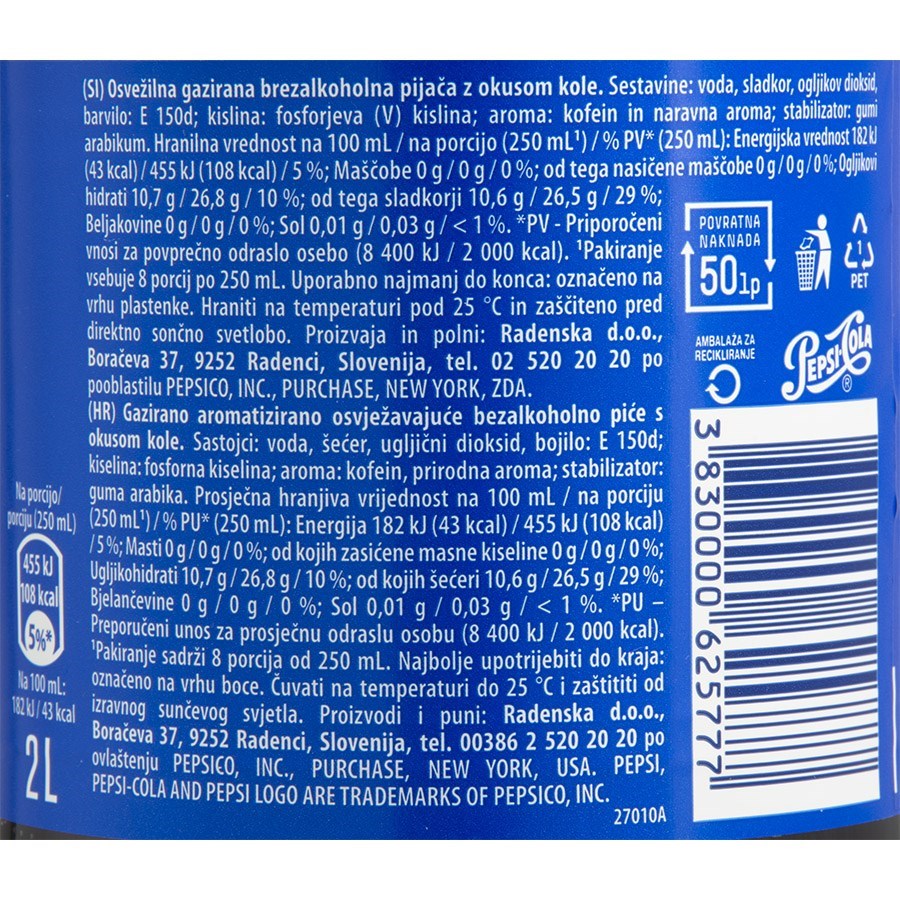 (SI) Osvežilna gazirana brezalkoholna pijača z okusom kole. Sestavine: voda, sladkor, ogljikov dioksid,
barvilo: E 150d; kislina: fosforjeva (V) kislina; aroma: kofein in naravna aroma; stabilizator: gumi
arabikum. Hranilna vrednost na 100 mL / na porcijo (250 mL¹) / % PV* (250 mL): Energijska vrednost 182 kJ
(43 kcal) / 455 kJ (108 kcal) / 5 %; Maščobe 0 g / 0 g / 0 %; od tega nasičene maščobe 0 g / 0 g / 0 %; Ogljikovi
hidrati 10,7 g / 26,8 g / 10 %; od tega sladkorji 10,6 g / 26,5 g / 29 %;
Beljakovine 0 g / 0 g / 0 %; Sol 0,01 g / 0,03 g / < 1 %. *PV - Priporočeni
vnosi za povprečno odraslo osebo (8 400 kJ / 2 000 kcal). ¹Pakiranje
vsebuje 8 porcij po 250 mL. Uporabno najmanj do konca: označeno na
vrhu plastenke. Hraniti na temperaturi pod 25 °C in zaščiteno pred
direktno sončno svetlobo. Proizvaja in polni: Radenska d.o.o.,
Boračeva 37, 9252 Radenci, Slovenija, tel. 02 520 20 20 po
pooblastilu PEPSICO, INC., PURCHASE, NEW YORK, ZDA.
(HR) Gazirano aromatizirano osvježavajuće bezalkoholno piće s
okusom kole. Sastojci: voda, šećer, ugljični dioksid, bojilo: E 150d;
kiselina: fosforna kiselina; aroma: kofein, prirodna aroma; stabilizator:
guma arabika. Prosječna hranjiva vrijednost na 100 mL / na porciju
(250 mL¹) / % PU* (250 mL): Energija 182 kJ (43 kcal) / 455 kJ (108 kcal)
/ 5 %; Masti 0 g / 0 g / 0 %; od kojih zasićene masne kiseline 0 g / 0 g / 0 %;
Ugljikohidrati 10,7 g / 26,8 g / 10 %; od kojih šećeri 10,6 g / 26,5 g / 29 %;
Bjelančevine 0 g / 0 g / 0 %; Sol 0,01 g / 0,03 g / < 1 %. *PU –
Preporučeni unos za prosječnu odraslu osobu (8 400 kJ / 2 000 kcal).
¹Pakiranje sadrži 8 porcija od 250 mL. Najbolje upotrijebiti do kraja:
označeno na vrhu boce. Čuvati na temperaturi do 25 °C i zaštititi od
izravnog sunčevog svjetla. Proizvodi i puni: Radenska d.o.o.,
Boračeva 37, 9252 Radenci, Slovenija, tel. 00386 2 520 20 20 po
ovlaštenju PEPSICO, INC., PURCHASE, NEW YORK, USA. PEPSI,
PEPSI-COLA AND PEPSI LOGO ARE TRADEMARKS OF PEPSICO, INC.
27010A
Na porcijo/
porciju (250 mL)
455 kJ
108 kcal
5%*
Na 100 mL:
182 kJ / 43 kcal
2L
POVRATNA
NAKNADA
50 lp
1
PET
AMBALAŽA ZA
RECIKLIRANJE
PEPSI-COLA®
3 830000 625777